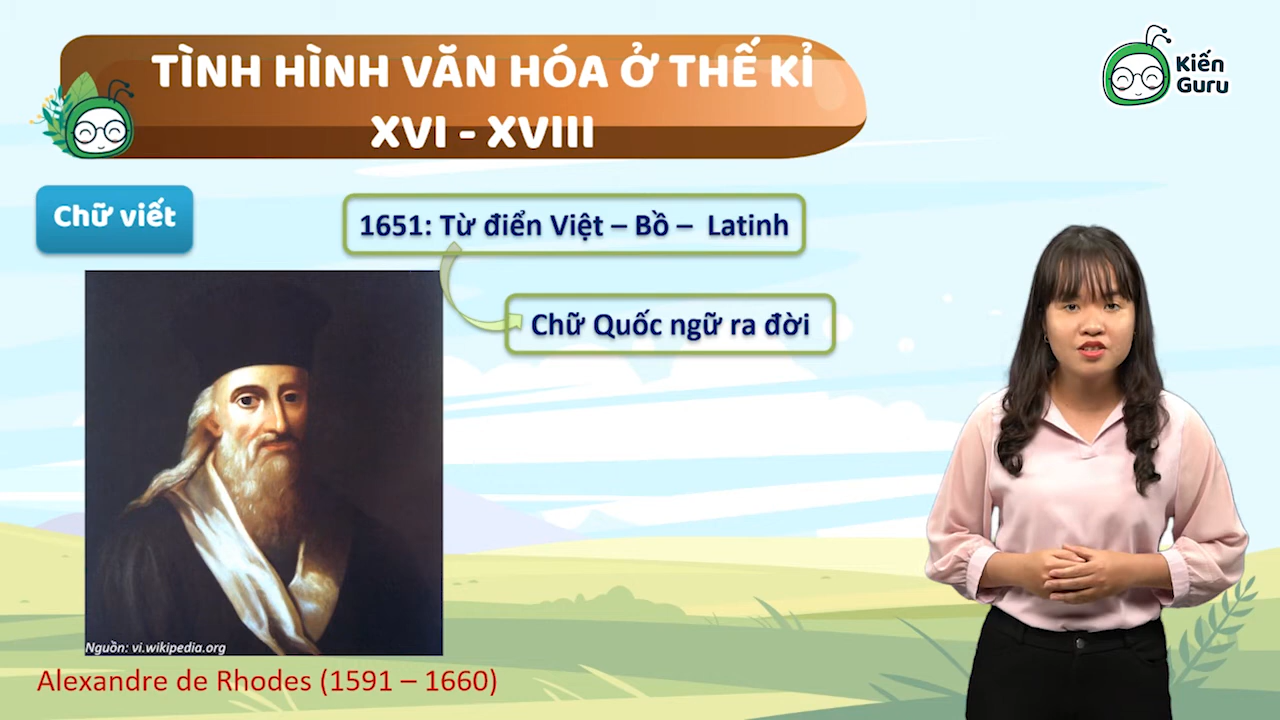 TÌNH HÌNH VĂN HÓA Ở THẾ KỈ
XVI - XVIII
Kiến
Guru
Chữ viết
1651: Từ điển Việt – Bồ – Latinh
Chữ Quốc ngữ ra đời
Nguồn: vi.wikipedia.org
Alexandre de Rhodes (1591 – 1660)